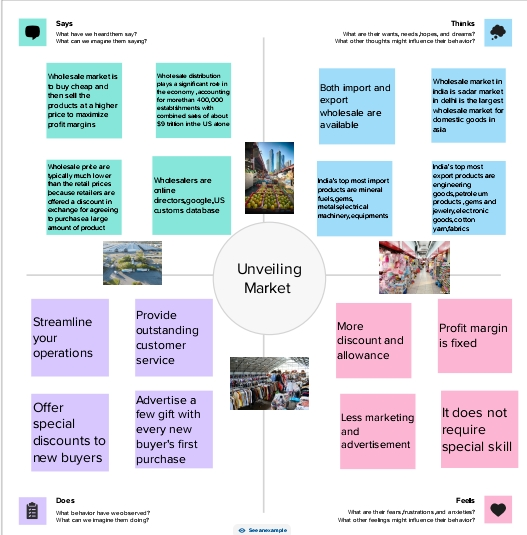 Says
What have we heard them say?
What can we imagine them saying?
Thinks
What are their wants, needs, hopes, and dreams?
What other thoughts might influence their behavior?
Wholesale market is
to buy cheap and
then sell the
products at a higher
price to maximize
profit margins
Wholesale distribution
plays a significant role in
the economy ,accounting
for more than 400,000
establishments with
combined sales of about
$9 trillion in the US alone
Both import and
export
wholesale are
available
Wholesale market in
India is sadar market
in delhi is the largest
wholesale market for
domestic goods in
asia
Wholesale price are
typically much lower
than the retail prices
because retailers are
offered a discount in
exchange for agreeing
to purchase a large
amount of product
Wholesalers are
online
directors,google,US
customs database
India's top most import
products are mineral
fuels,gems,
metalselectrical
machinery,equipments
India's top most
export products are
engineering
goods,petroleum
products ,gems and
jewelry,electronic
goods,cotton
yarn/fabrics
Unveiling
Market
Streamline
your
operations
Provide
outstanding
customer
service
More
discount and
allowance
Profit margin
is fixed
Offer
special
discounts to
new buyers
Advertise a
few gift with
every new
buyer's first
purchase
Less marketing
and
advertisement
It does not
require
special skill
Does
What behavior have we observed?
What can we imagine them doing?
Feels
What are their fears, frustrations, and anxieties?
What other feelings might influence their behavior?
See an example